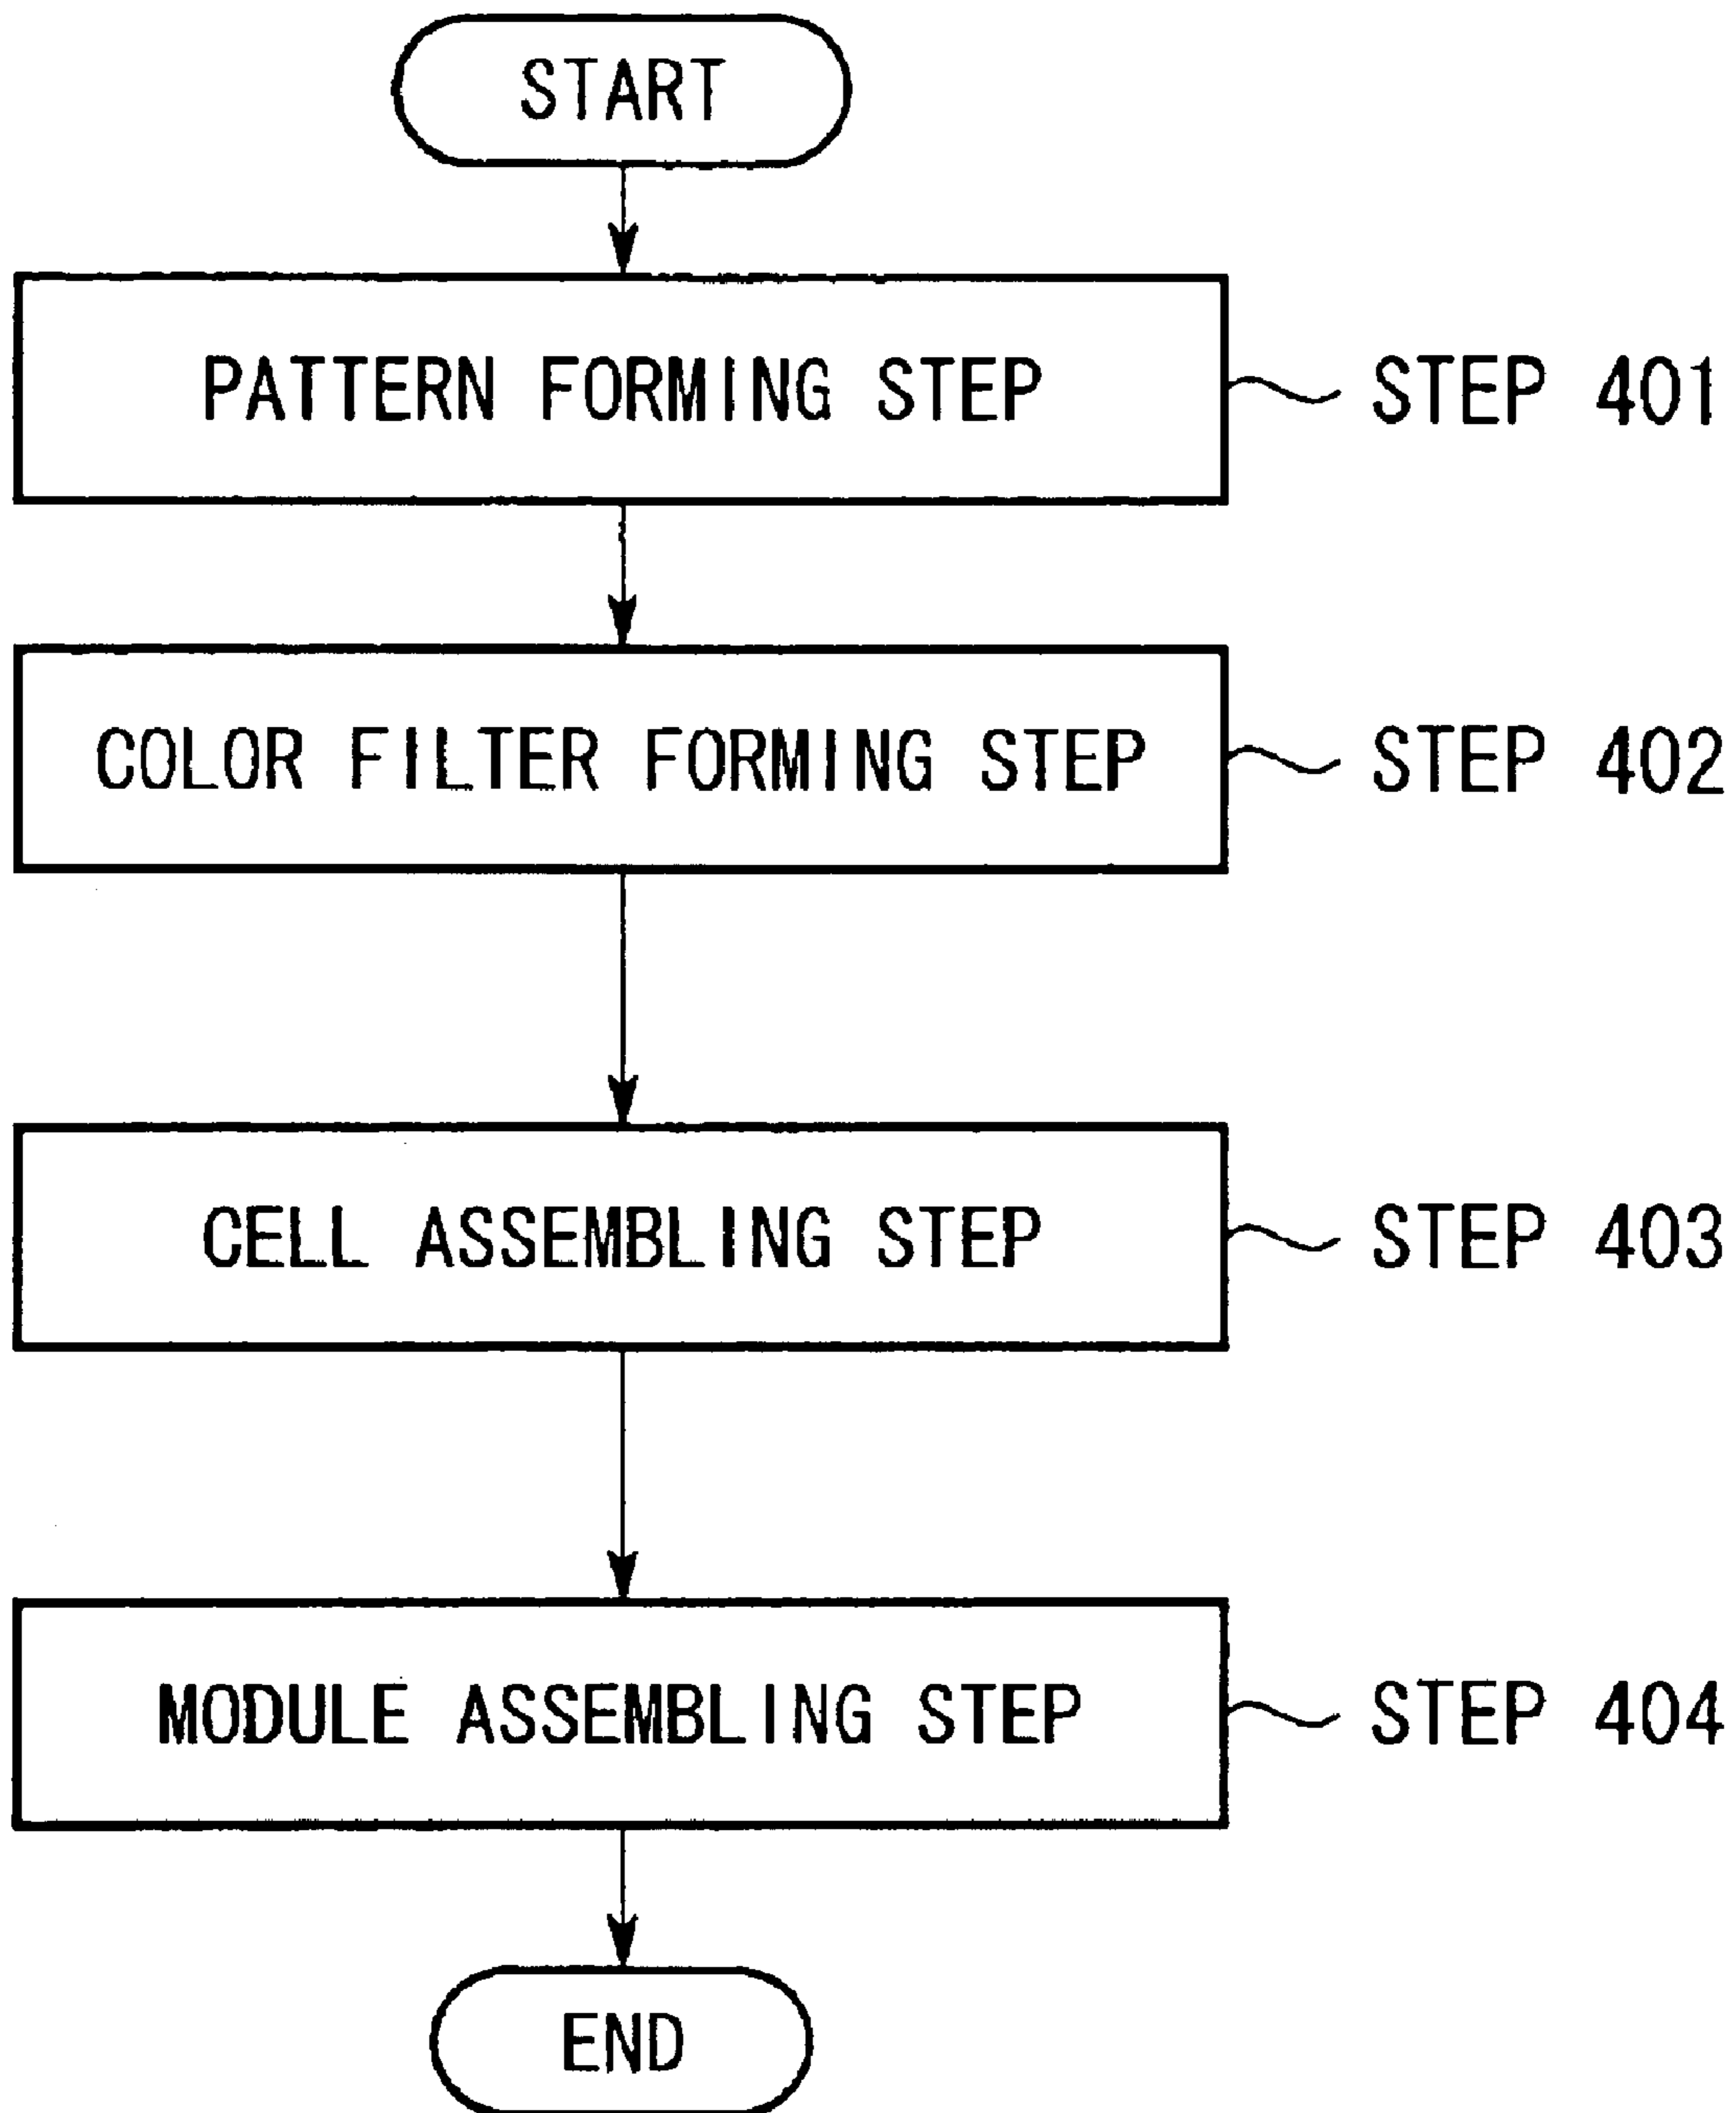 START
PATTERN FORMING STEP
STEP 401
COLOR FILTER FORMING STEP
STEP 402
CELL ASSEMBLING STEP
STEP 403
MODULE ASSEMBLING STEP
STEP 404
END